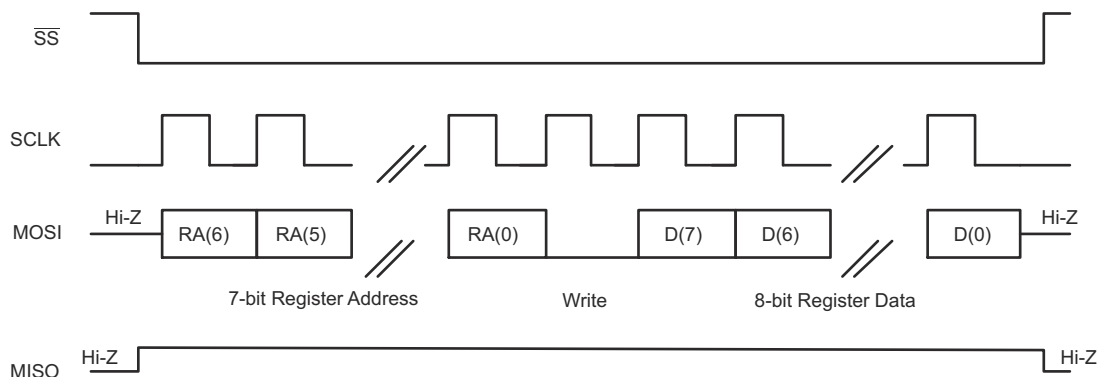 SS
SCLK
Hi-Z
MOSI
RA(6)
RA(5)
RA(0)
D(7)
D(6)
D(0)
Hi-Z
7-bit Register Address
Write
8-bit Register Data
Hi-Z
MISO
Hi-Z